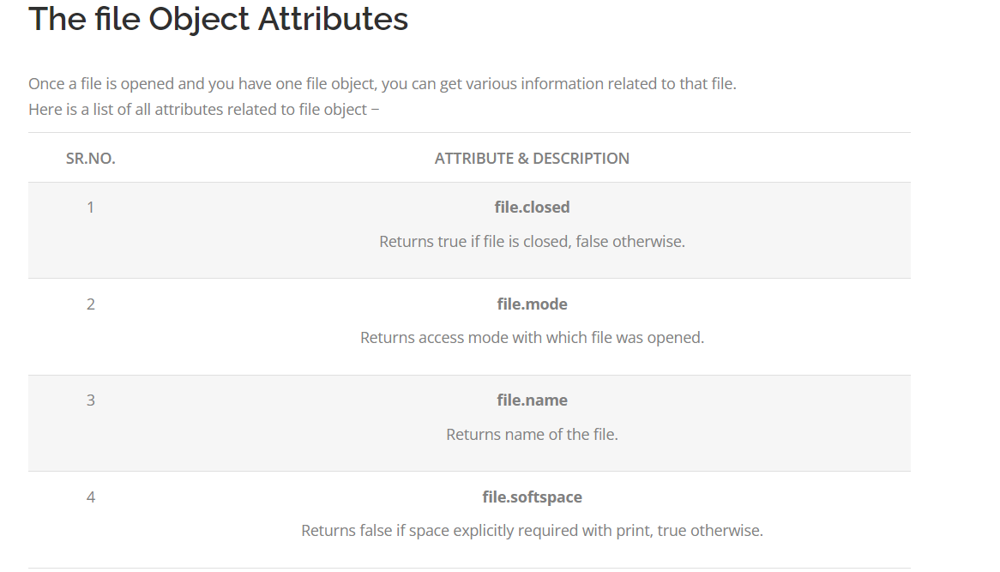 The file Object Attributes
Once a file is opened and you have one file object, you can get various information related to that file.
Here is a list of all attributes related to file object −
SR.NO. ATTRIBUTE & DESCRIPTION
1 file.closed
Returns true if file is closed, false otherwise.
2 file.mode
Returns access mode with which file was opened.
3 file.name
Returns name of the file.
4 file.softspace
Returns false if space explicitly required with print, true otherwise.